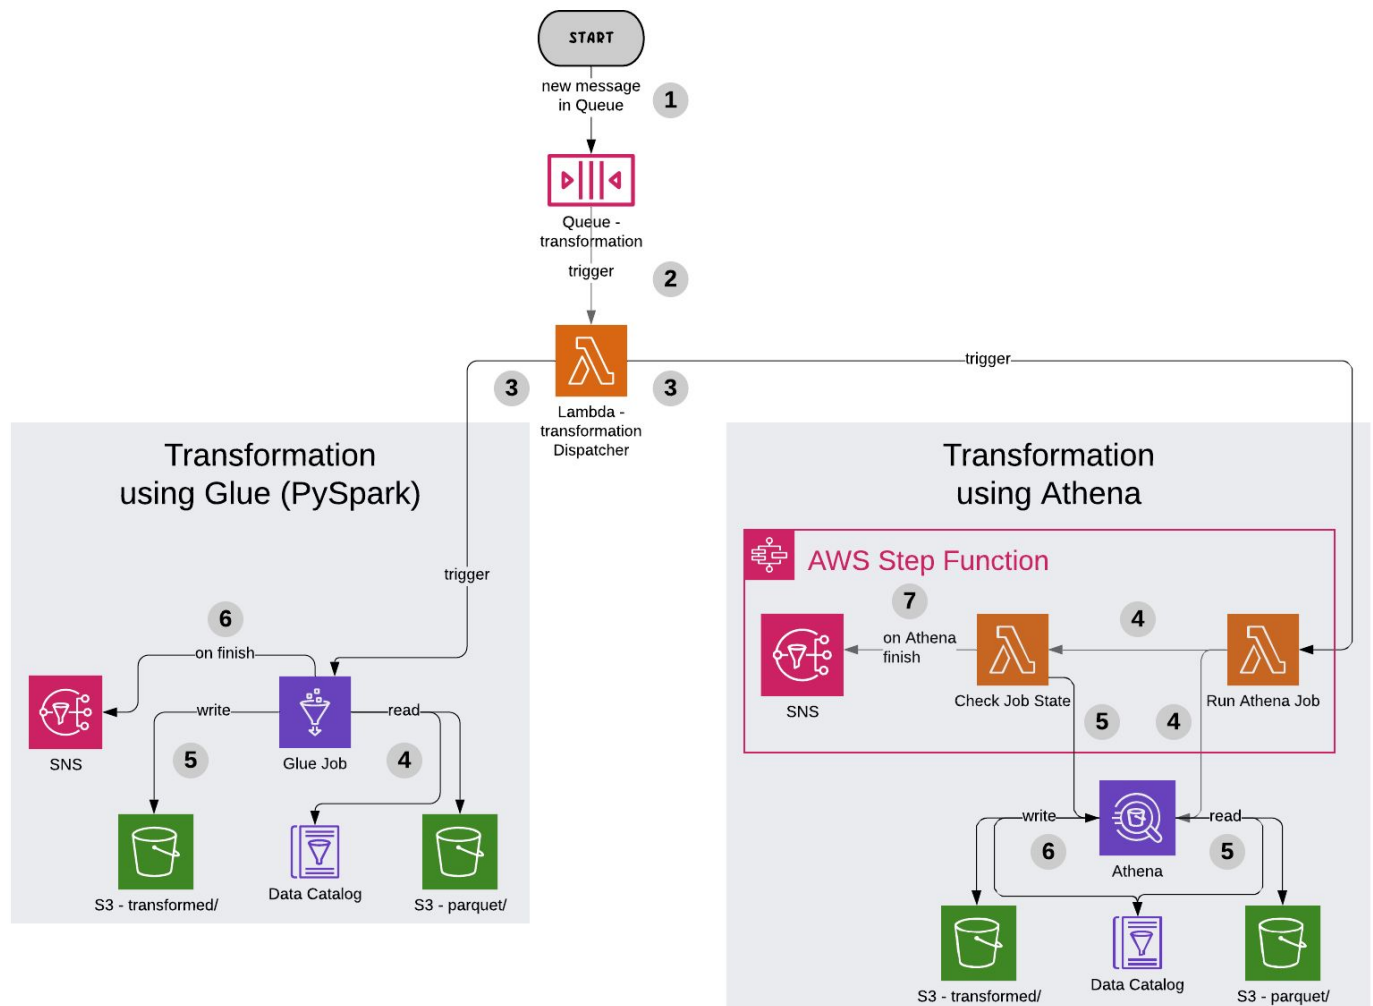 START
new message
in Queue
1
Queue -
transformation
trigger
2
trigger
3
3
Lambda -
transformation
Dispatcher
Transformation
using Glue (PySpark)
trigger
6
on finish
write
read
SNS
5
Glue Job
4
S3 - transformed/
Data Catalog
S3 - parquet/
Transformation
using Athena
AWS Step Function
7
4
on Athena
finish
SNS
Check Job State
Run Athena Job
5
4
write
read
6
5
Athena
S3 - transformed/
Data Catalog
S3 - parquet/